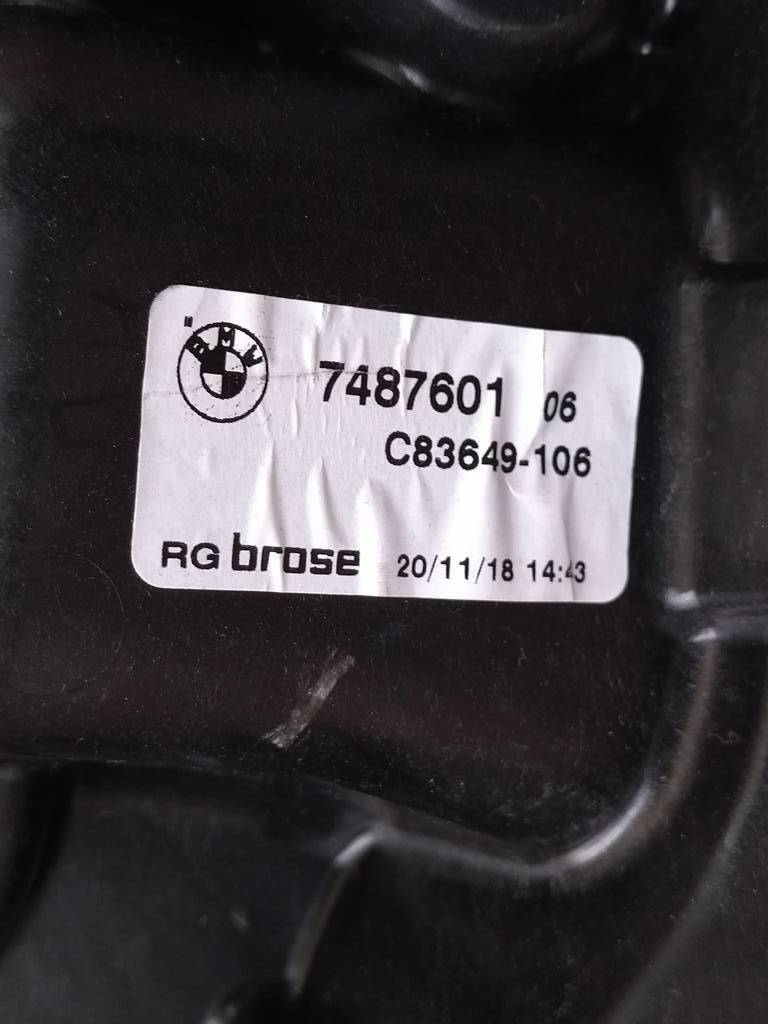 BMW
7487601 06
C83649-106
RG brose 20/11/18 14:43